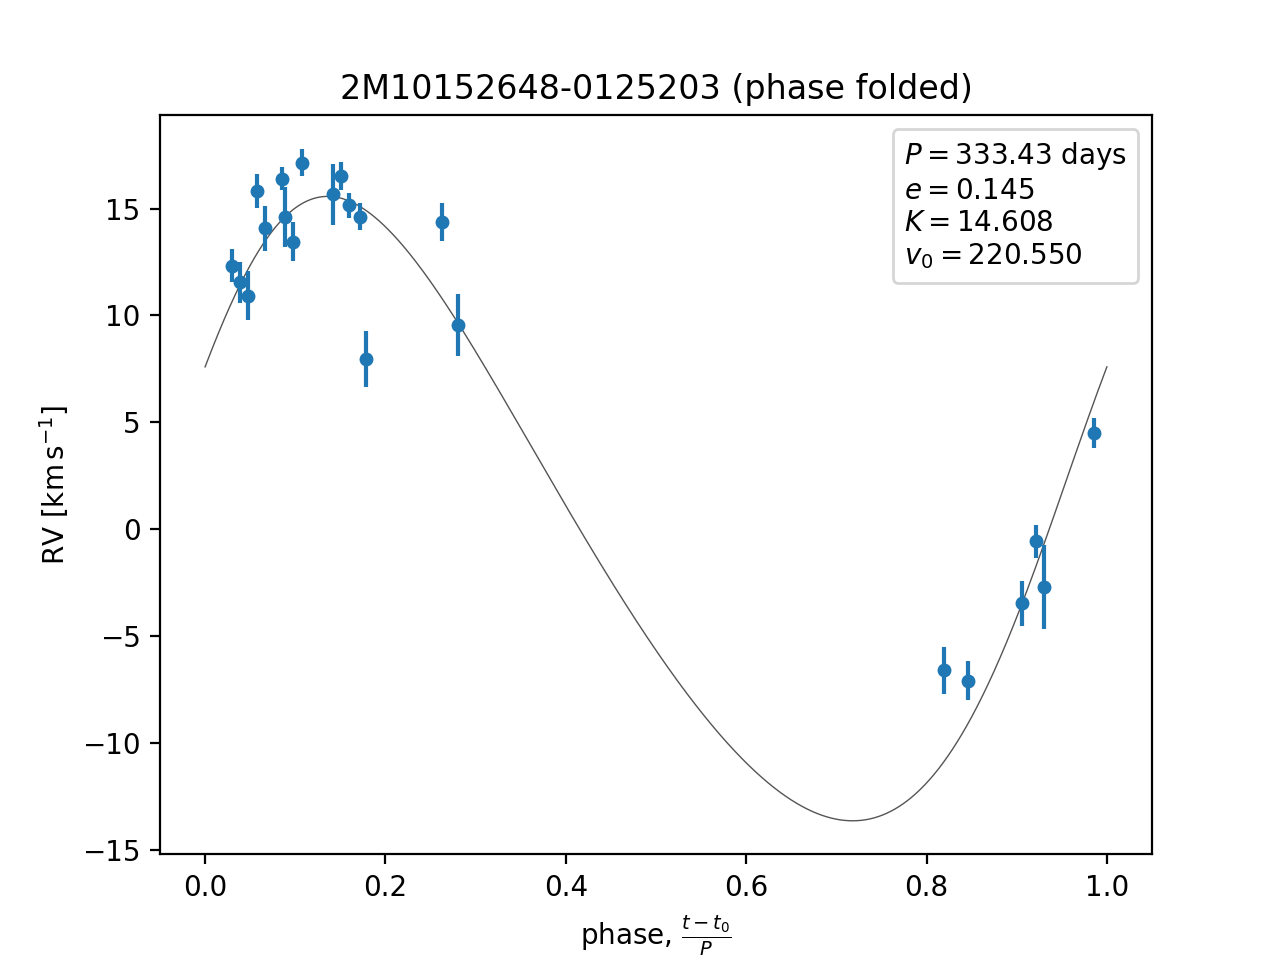 2M10152648-0125203 (phase folded)
P = 333.43 days
e = 0.145
K = 14.608
v₀ = 220.550
RV [km s⁻¹]
15
10
5
0
−5
−10
−15
0.0 0.2 0.4 0.6 0.8 1.0
phase, (t − t₀)/P